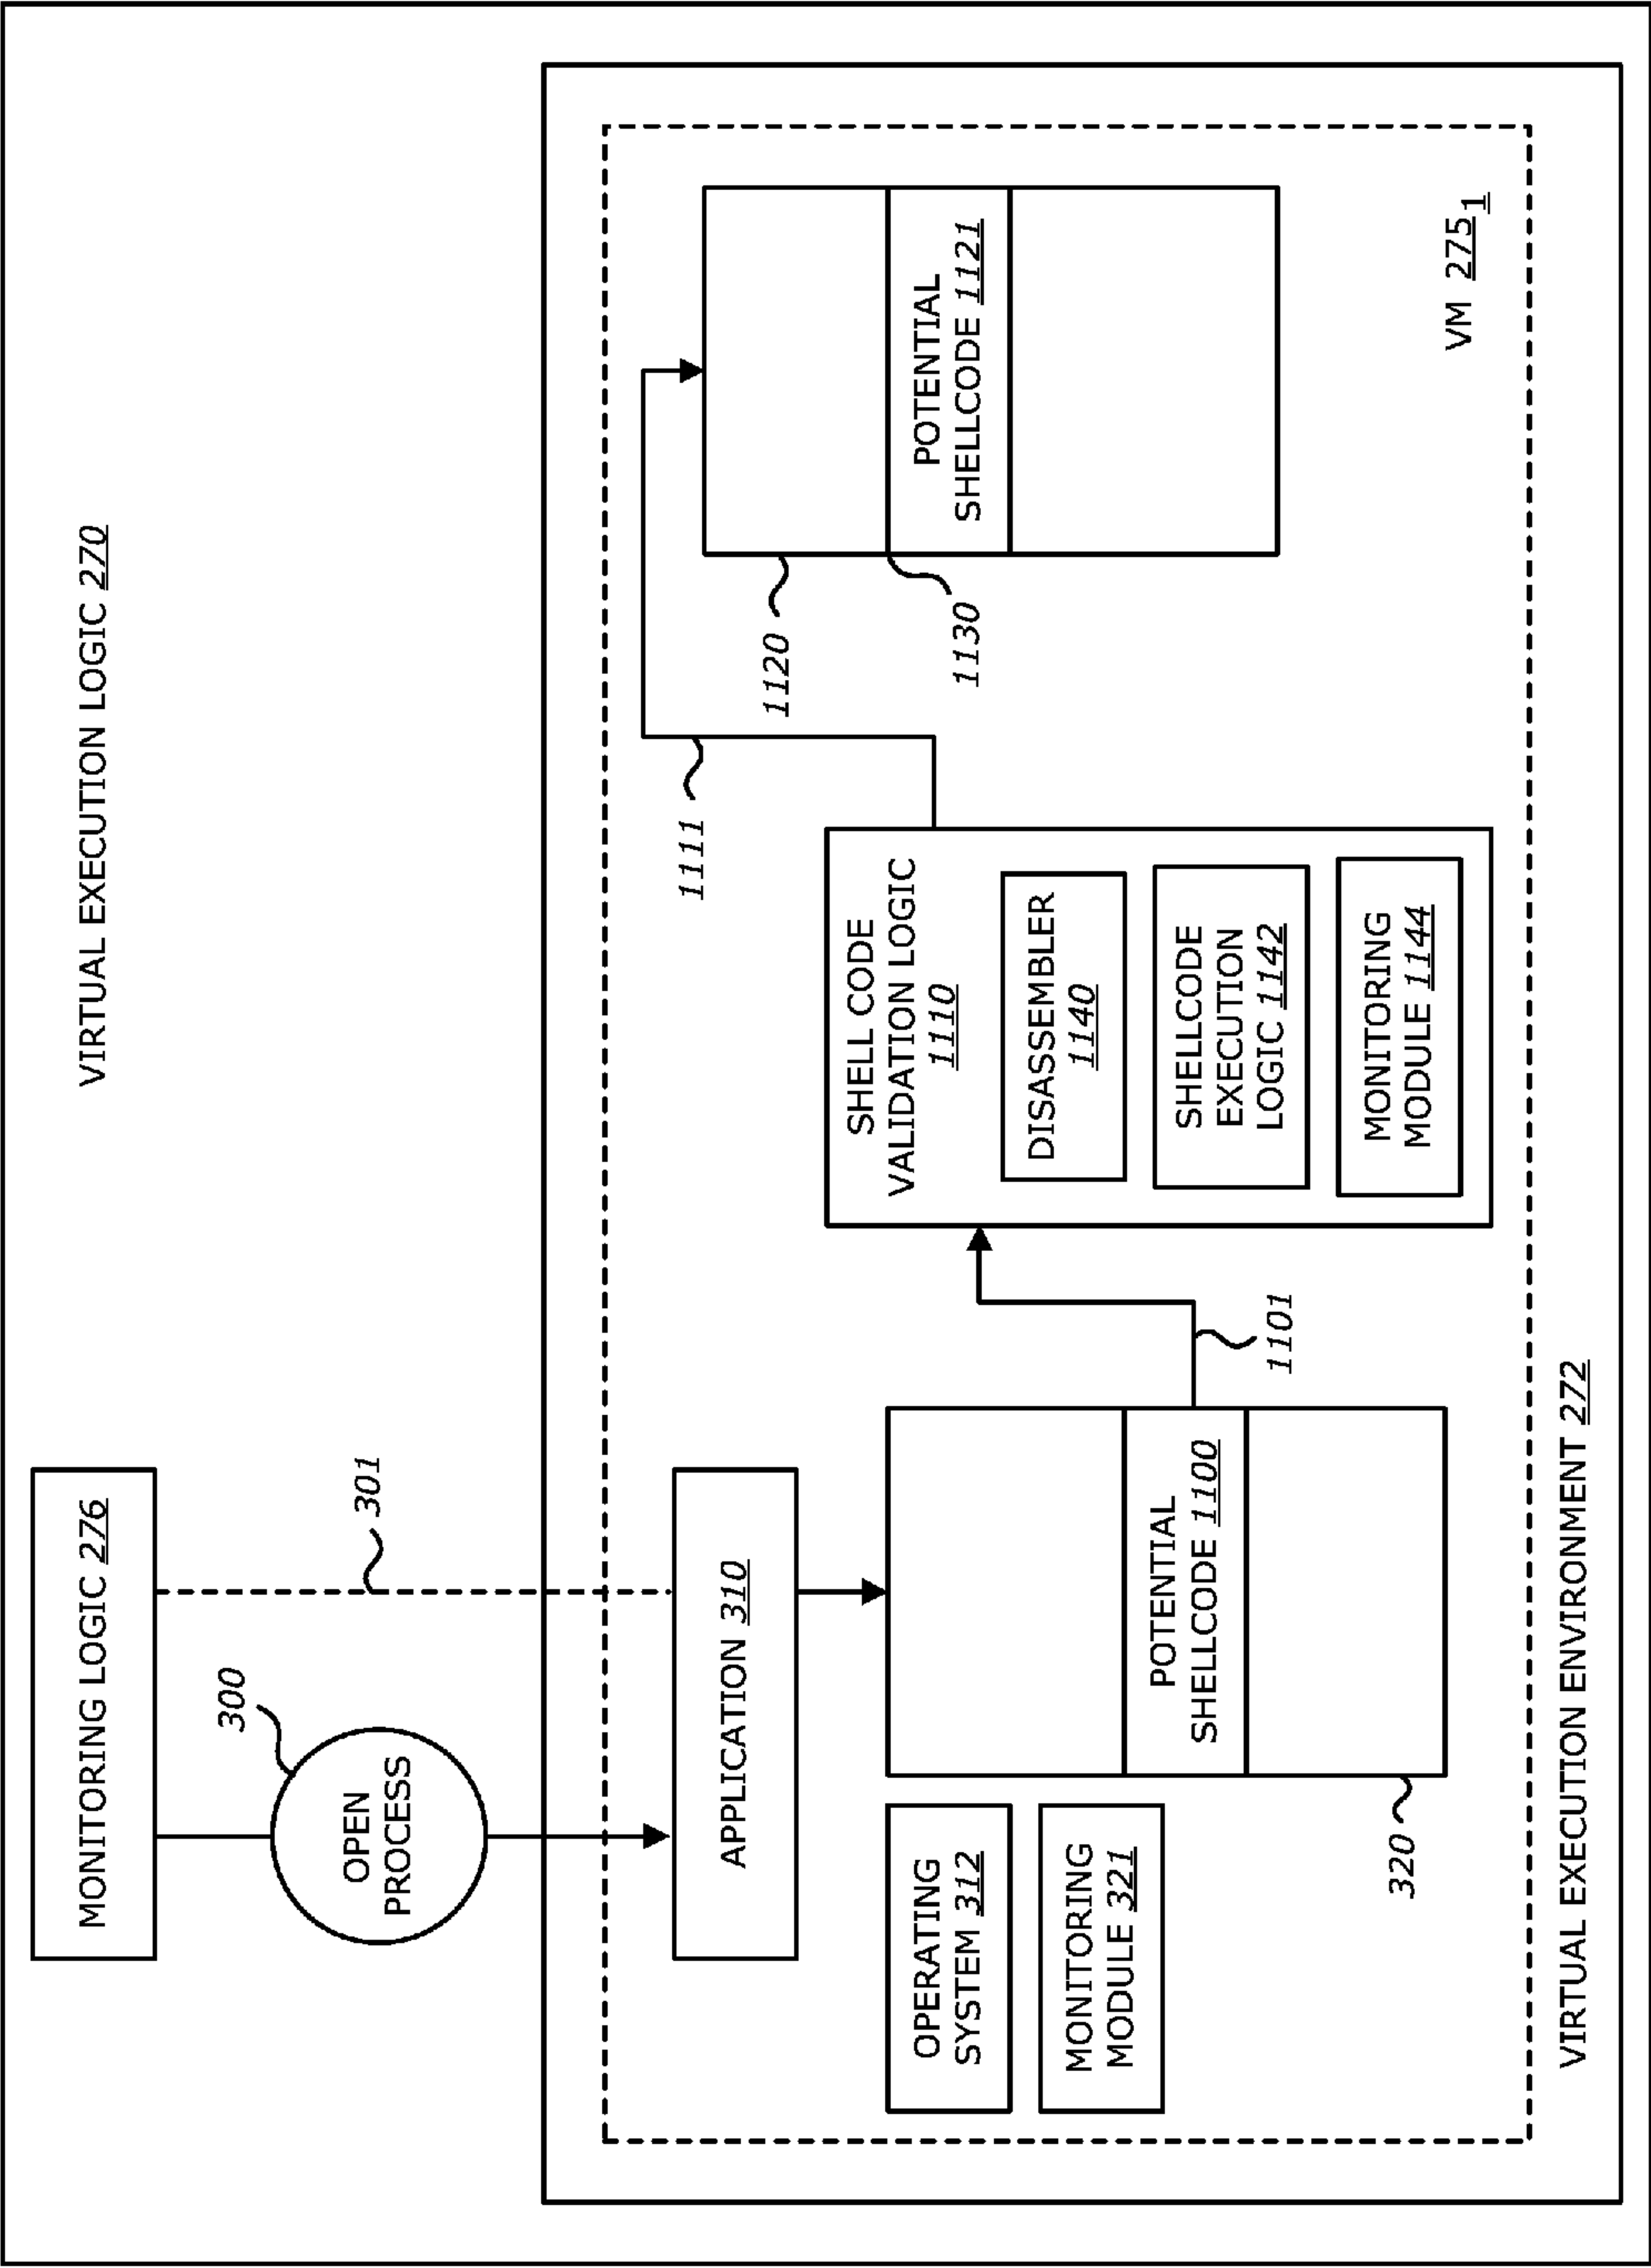 VIRTUAL EXECUTION LOGIC 270
MONITORING LOGIC 276
300
OPEN
PROCESS
301
APPLICATION 310
OPERATING
SYSTEM 312
MONITORING
MODULE 321
320
POTENTIAL
SHELLCODE 1100
1101
SHELL CODE
VALIDATION LOGIC
1110
DISASSEMBLER
1140
SHELLCODE
EXECUTION
LOGIC 1142
MONITORING
MODULE 1144
1111
1120
1130
POTENTIAL
SHELLCODE 1121
VM 275₁
VIRTUAL EXECUTION ENVIRONMENT 272